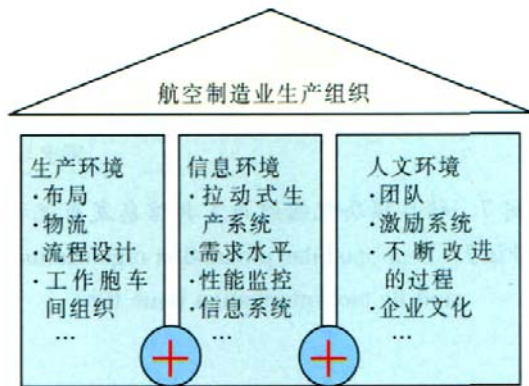 航空制造业生产组织
生产环境
·布局
·物流
流程设计
·工作胞车
间组织
…
信息环境
·拉动式生
产系统
需求水平
·性能监控
·信息系统
…
人文环境
·团队
·激励系统
不断改进
的过程
·企业文化
…
+
+